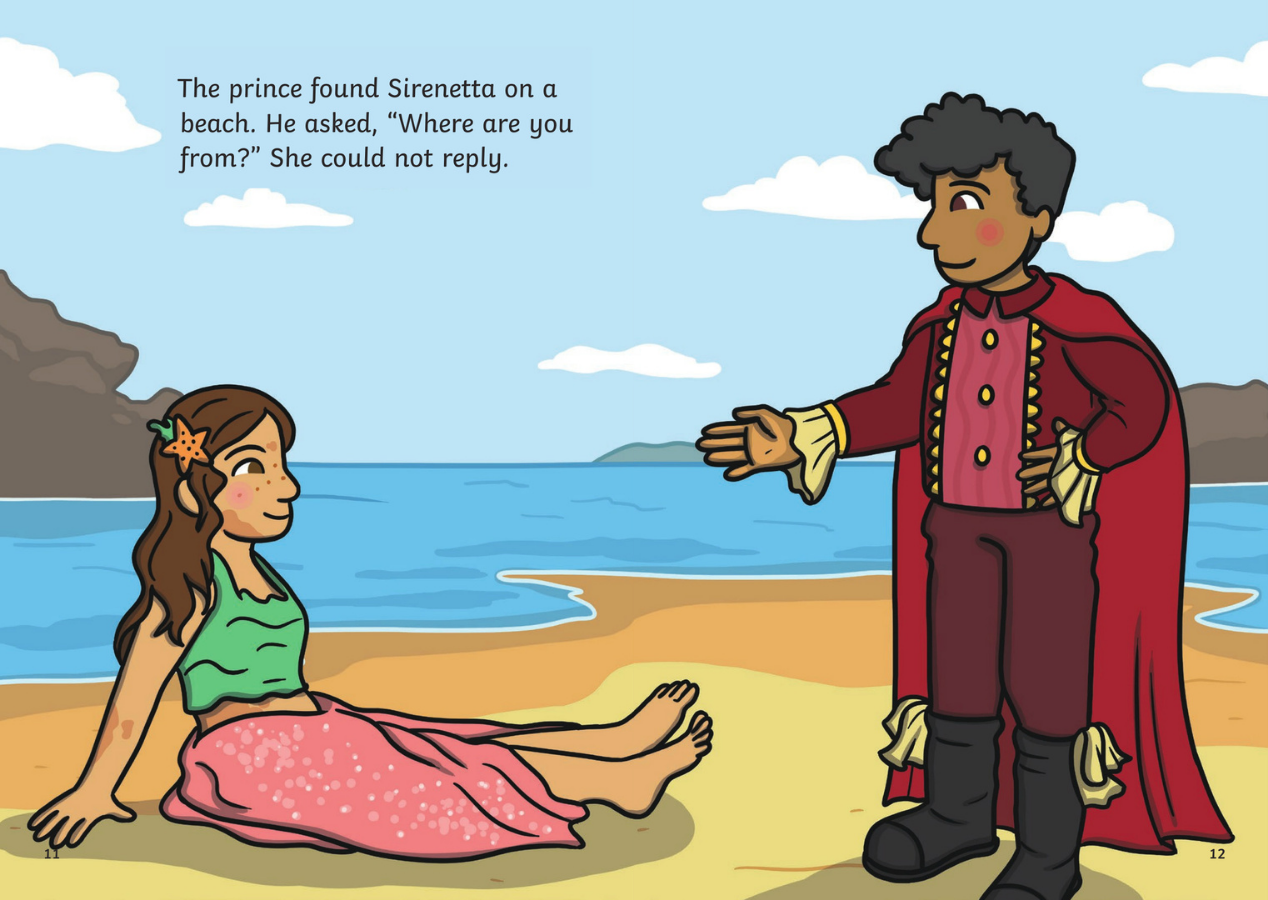 The prince found Sirenetta on a
beach. He asked, “Where are you
from?” She could not reply.
11
12